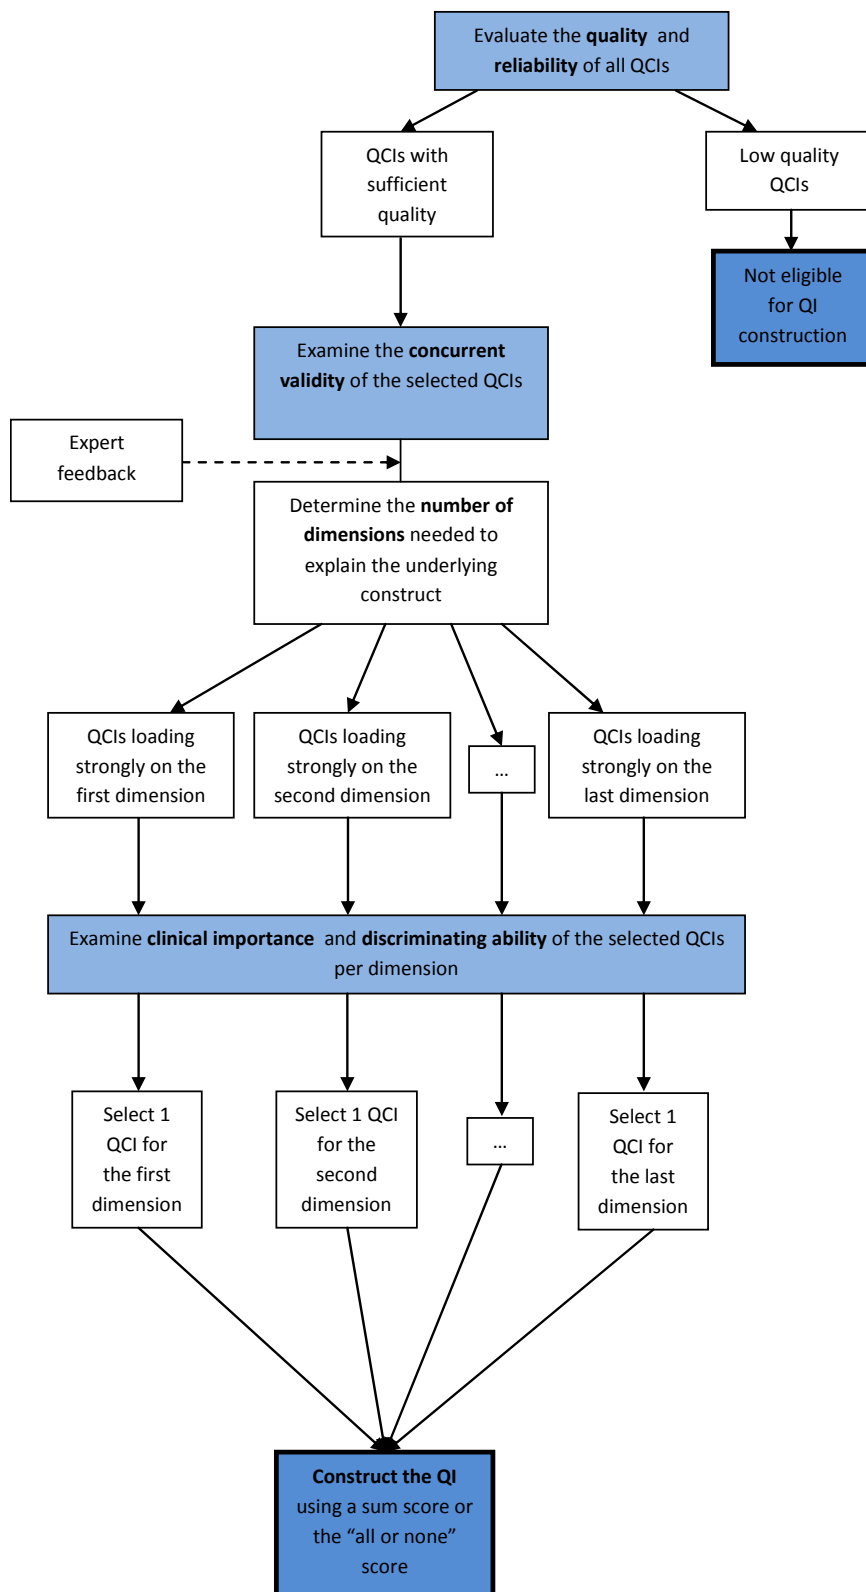 Evaluate the quality and
reliability of all QCIs
QCIs with
sufficient
quality
Low quality
QCIs
Not eligible
for QI
construction
Examine the concurrent
validity of the selected QCIs
Expert
feedback
Determine the number of
dimensions needed to
explain the underlying
construct
QCIs loading
strongly on the
first dimension
QCIs loading
strongly on the
second dimension
...
QCIs loading
strongly on the
last dimension
Examine clinical importance and discriminating ability of the selected QCIs
per dimension
Select 1
QCI for
the first
dimension
Select 1 QCI
for the
second
dimension
...
Select 1
QCI for
the last
dimension
Construct the QI
using a sum score or
the “all or none”
score